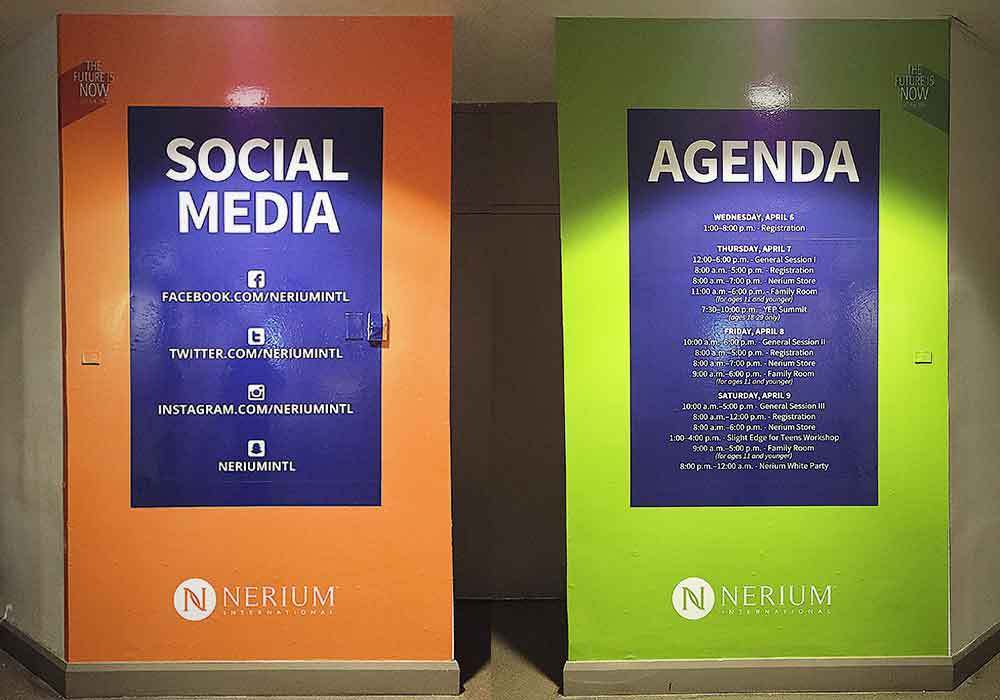 THE
FUTURE IS
NOW
SOCIAL
MEDIA
FACEBOOK.COM/NERIUMINTL
TWITTER.COM/NERIUMINTL
INSTAGRAM.COM/NERIUMINTL
NERIUMINTL
N NERIUM
INTERNATIONAL
THE
FUTURE IS
NOW
AGENDA
WEDNESDAY, APRIL 6
1:00–8:00 p.m. - Registration
THURSDAY, APRIL 7
12:00–6:00 p.m. - General Session I
8:00 a.m.–5:00 p.m. - Registration
8:00 a.m.–7:00 p.m. - Nerium Store
11:00 a.m.–6:00 p.m. - Family Room
(for ages 11 and younger)
7:30–10:00 p.m. - YEP Summit
(ages 18-29 only)
FRIDAY, APRIL 8
10:00 a.m.–6:00 p.m. - General Session II
8:00 a.m.–5:00 p.m. - Registration
8:00 a.m.–7:00 p.m. - Nerium Store
9:00 a.m.–6:00 p.m. - Family Room
(for ages 11 and younger)
SATURDAY, APRIL 9
10:00 a.m.–5:00 p.m - General Session III
8:00 a.m.–12:00 p.m. - Registration
8:00 a.m.–6:00 p.m. - Nerium Store
1:00–4:00 p.m. - Slight Edge for Teens Workshop
9:00 a.m.–5:00 p.m. - Family Room
(for ages 11 and younger)
8:00 p.m.–12:00 a.m. - Nerium White Party
N NERIUM
INTERNATIONAL